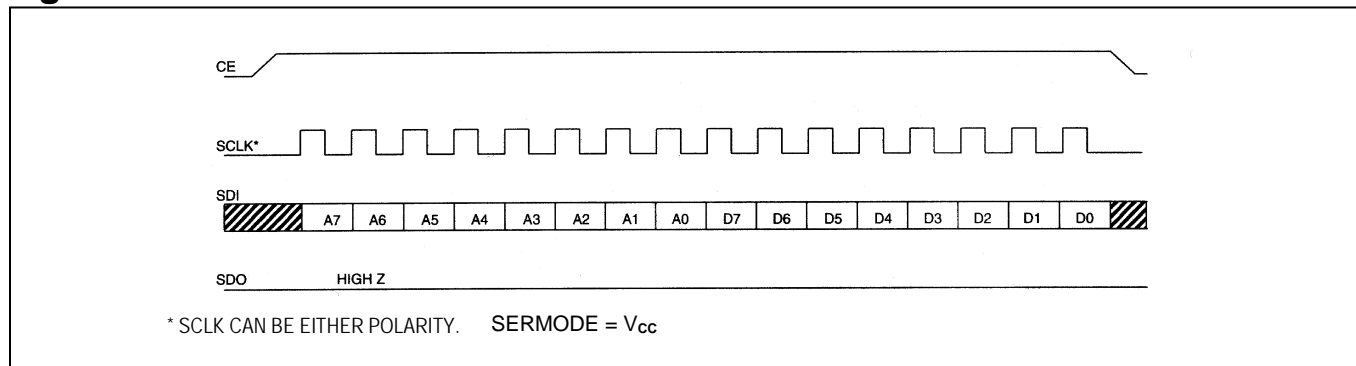 CE
SCLK*
SDI
A7 A6 A5 A4 A3 A2 A1 A0 D7 D6 D5 D4 D3 D2 D1 D0
SDO HIGH Z
* SCLK CAN BE EITHER POLARITY. SERMODE = Vcc